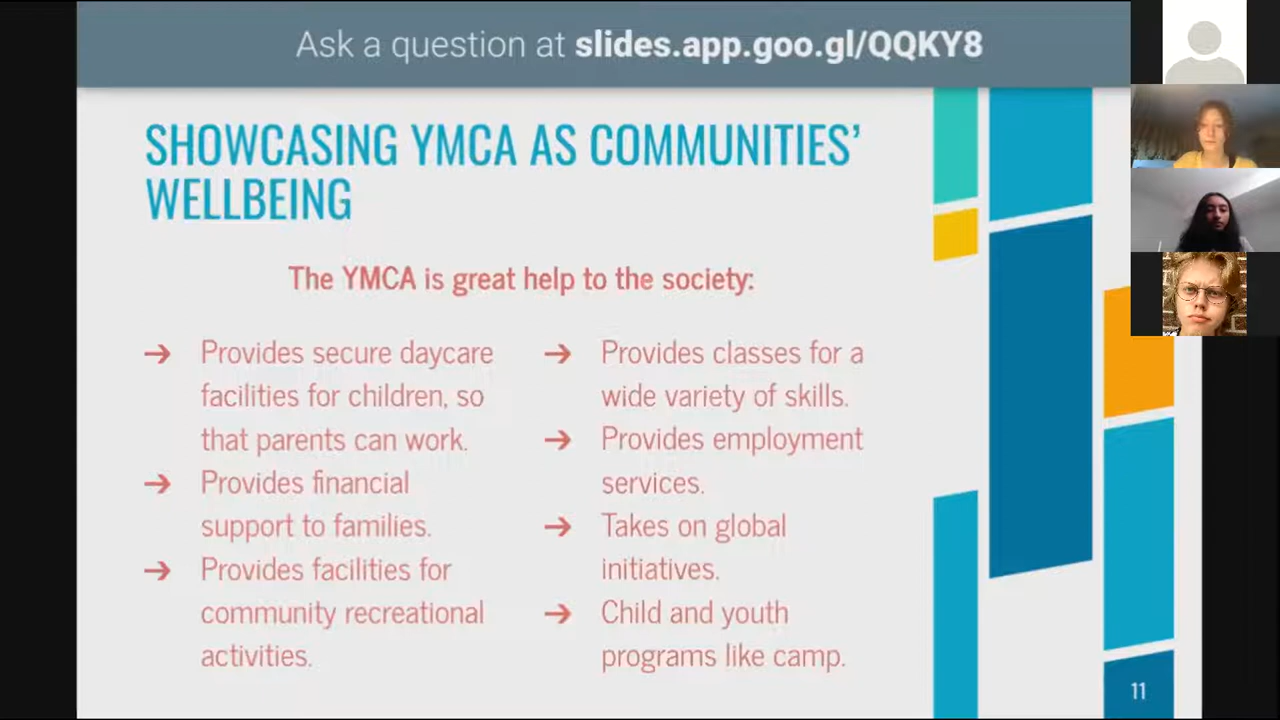 Ask a question at slides.app.goo.gl/QQKY8
SHOWCASING YMCA AS COMMUNITIES'
WELLBEING
The YMCA is great help to the society:
➔ Provides secure daycare
facilities for children, so
that parents can work.
➔ Provides financial
support to families.
➔ Provides facilities for
community recreational
activities.
➔ Provides classes for a
wide variety of skills.
➔ Provides employment
services.
➔ Takes on global
initiatives.
➔ Child and youth
programs like camp.
11